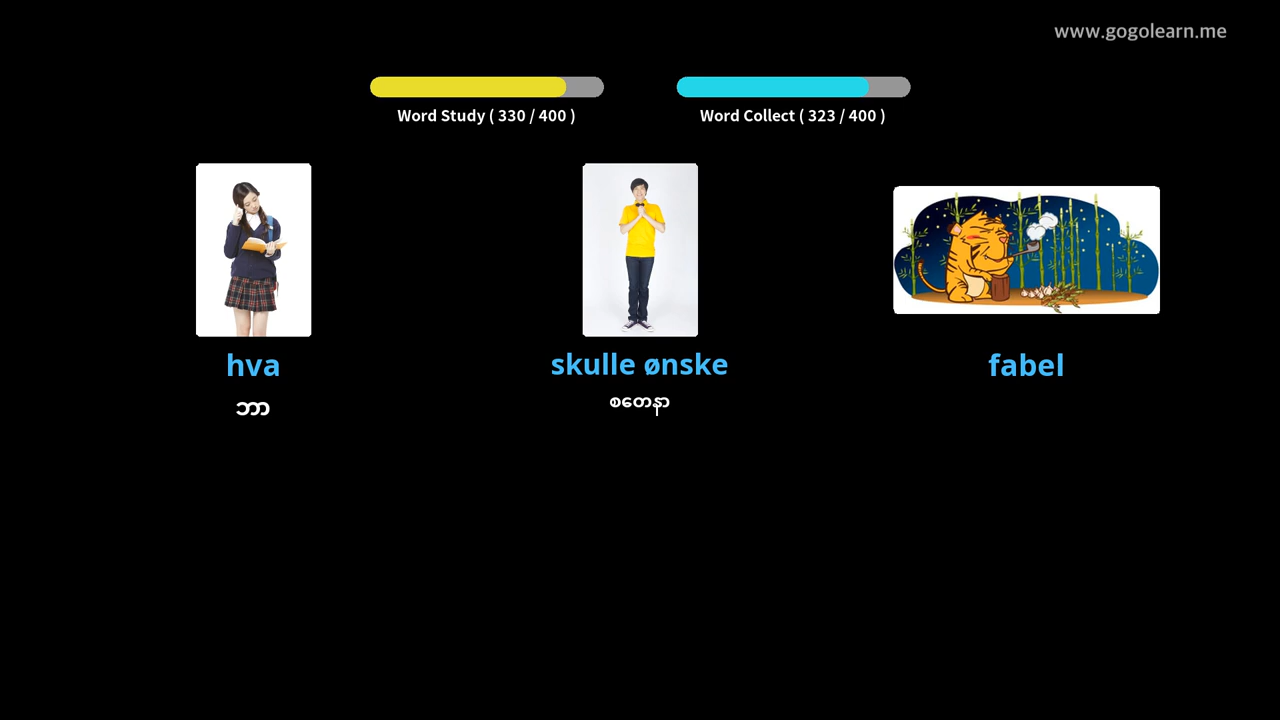 www.gogolearn.me
Word Study ( 330 / 400 )
Word Collect ( 323 / 400 )
hva
skulle ønske
fabel
ဘာ
စတေနာ